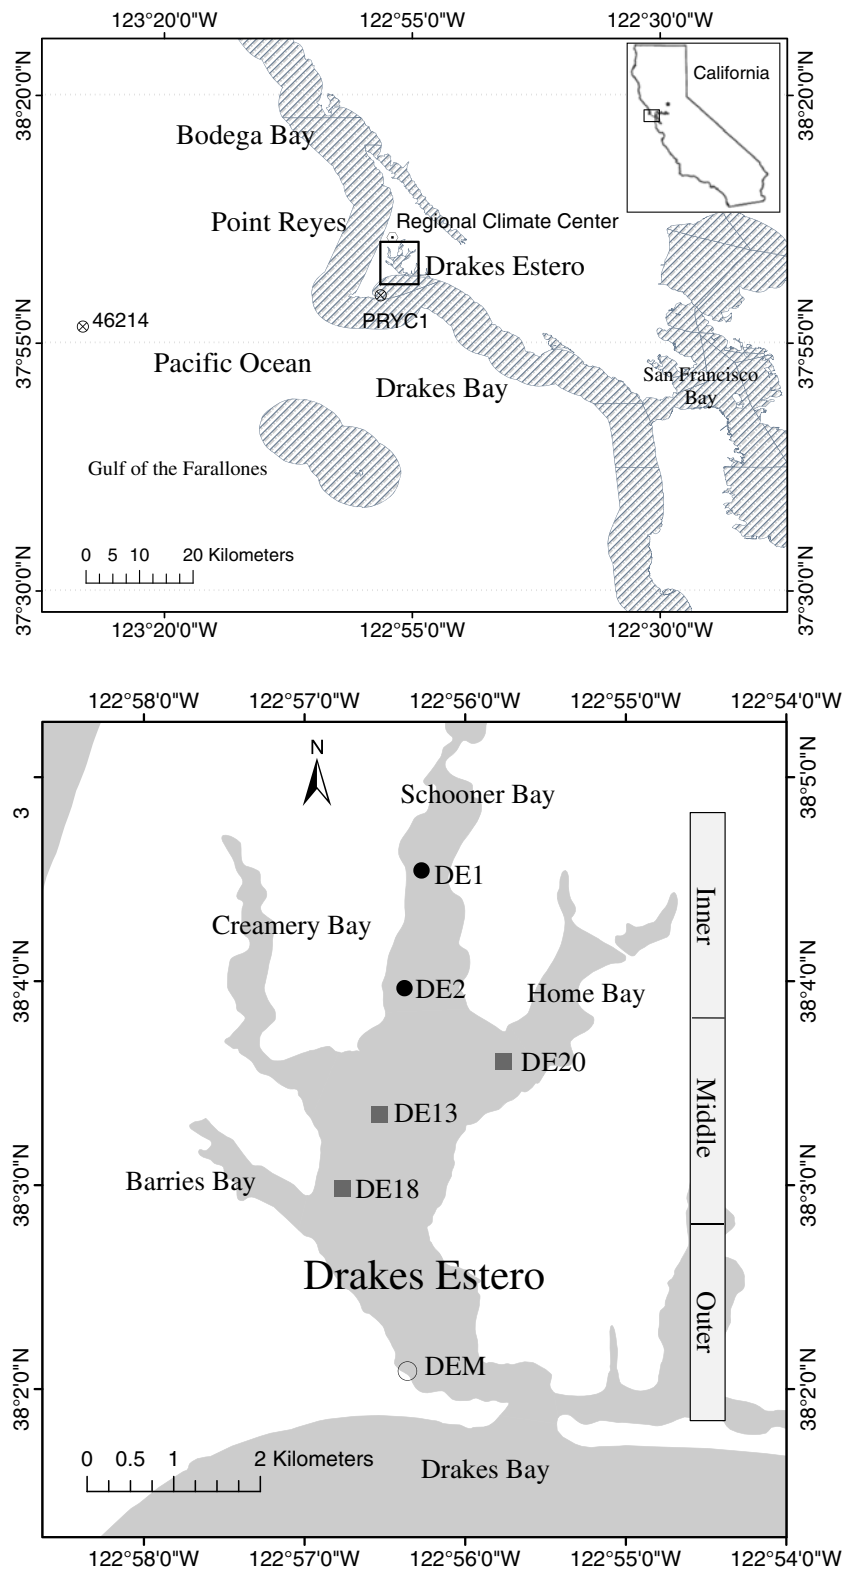 123°20'0"W 122°55'0"W 122°30'0"W
38°20'0"N
38°20'0"N
California
Bodega Bay
Point Reyes
Regional Climate Center
Drakes Estero
46214
PRYC1
37°55'0"N
37°55'0"N
Pacific Ocean
Drakes Bay
San Francisco
Bay
Gulf of the Farallones
0 5 10 20 Kilometers
37°30'0"N
37°30'0"N
123°20'0"W 122°55'0"W 122°30'0"W
122°58'0"W 122°57'0"W 122°56'0"W 122°55'0"W 122°54'0"W
N
3
38°5'0"N
Schooner Bay
DE1
Inner
Creamery Bay
38°4'0"N
38°4'0"N
DE2
Home Bay
DE20
Middle
DE13
38°3'0"N
38°3'0"N
Barries Bay
DE18
Drakes Estero
Outer
DEM
38°2'0"N
38°2'0"N
0 0.5 1 2 Kilometers
Drakes Bay
122°58'0"W 122°57'0"W 122°56'0"W 122°55'0"W 122°54'0"W